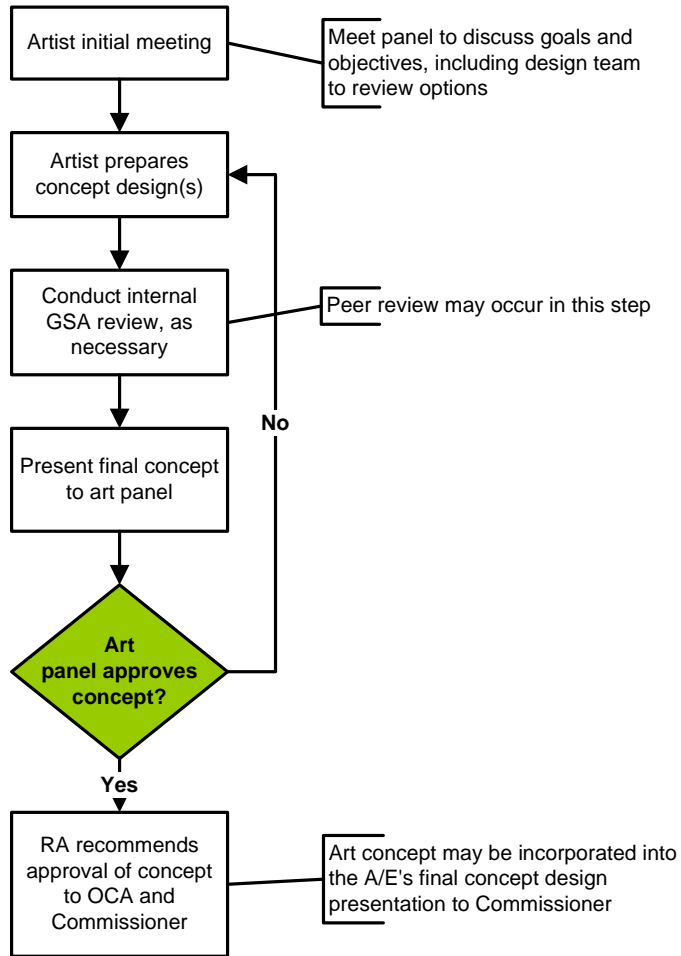 Artist initial meeting
Meet panel to discuss goals and
objectives, including design team
to review options
Artist prepares
concept design(s)
Conduct internal
GSA review, as
necessary
Peer review may occur in this step
No
Present final concept
to art panel
Art
panel approves
concept?
Yes
RA recommends
approval of concept
to OCA and
Commissioner
Art concept may be incorporated into
the A/E's final concept design
presentation to Commissioner